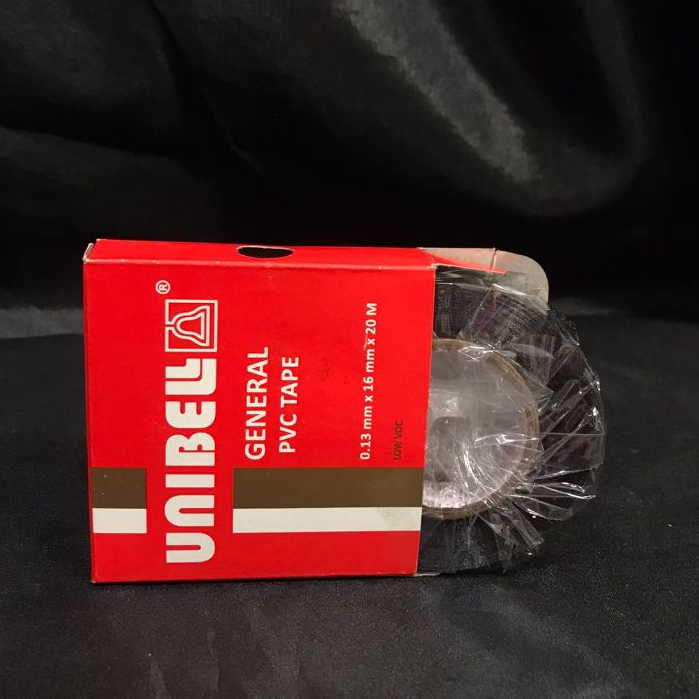 UNIBELL®
GENERAL
PVC TAPE
0.13 mm x 16 mm x 20 M
LOW VOC